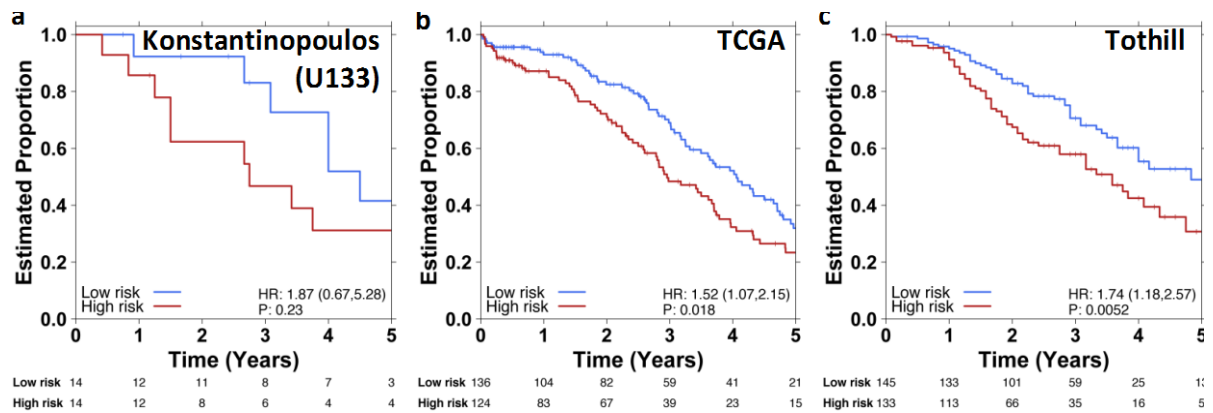 a
Konstantinopoulos
(U133)
Estimated Proportion
1.0
0.8
0.6
0.4
0.2
0.0
Low risk
High risk
HR: 1.87 (0.67,5.28)
P: 0.23
0 1 2 3 4 5
Time (Years)
Low risk 14 12 11 8 7 3
High risk 14 12 8 6 4 4
b
TCGA
Estimated Proportion
1.0
0.8
0.6
0.4
0.2
0.0
Low risk
High risk
HR: 1.52 (1.07,2.15)
P: 0.018
0 1 2 3 4 5
Time (Years)
Low risk 136 104 82 59 41 21
High risk 124 83 67 39 23 15
c
Tothill
Estimated Proportion
1.0
0.8
0.6
0.4
0.2
0.0
Low risk
High risk
HR: 1.74 (1.18,2.57)
P: 0.0052
0 1 2 3 4 5
Time (Years)
Low risk 145 133 101 59 25
High risk 133 113 66 35 16 5